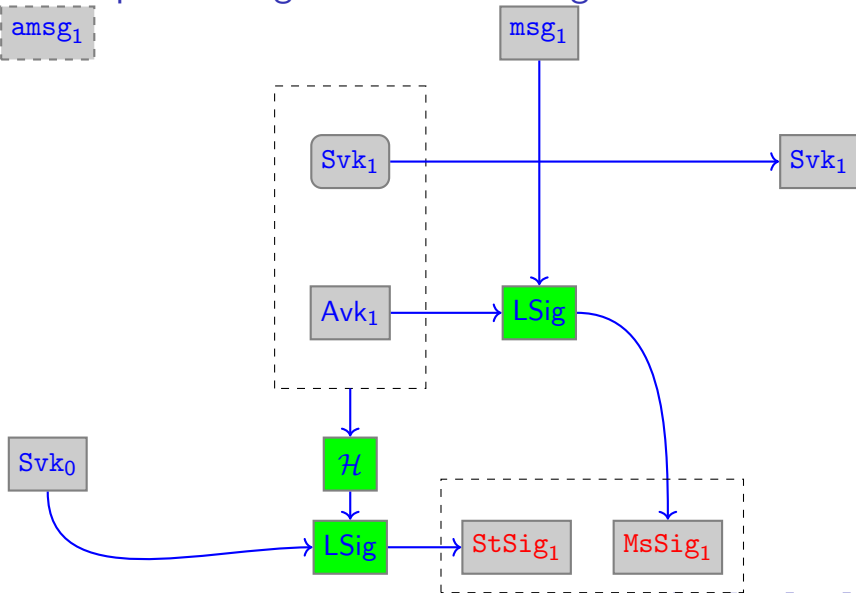 amsg₁
msg₁
Svk₁
Svk₁
Avk₁
LSig
Svk₀
ℋ
LSig
StSig₁
MsSig₁